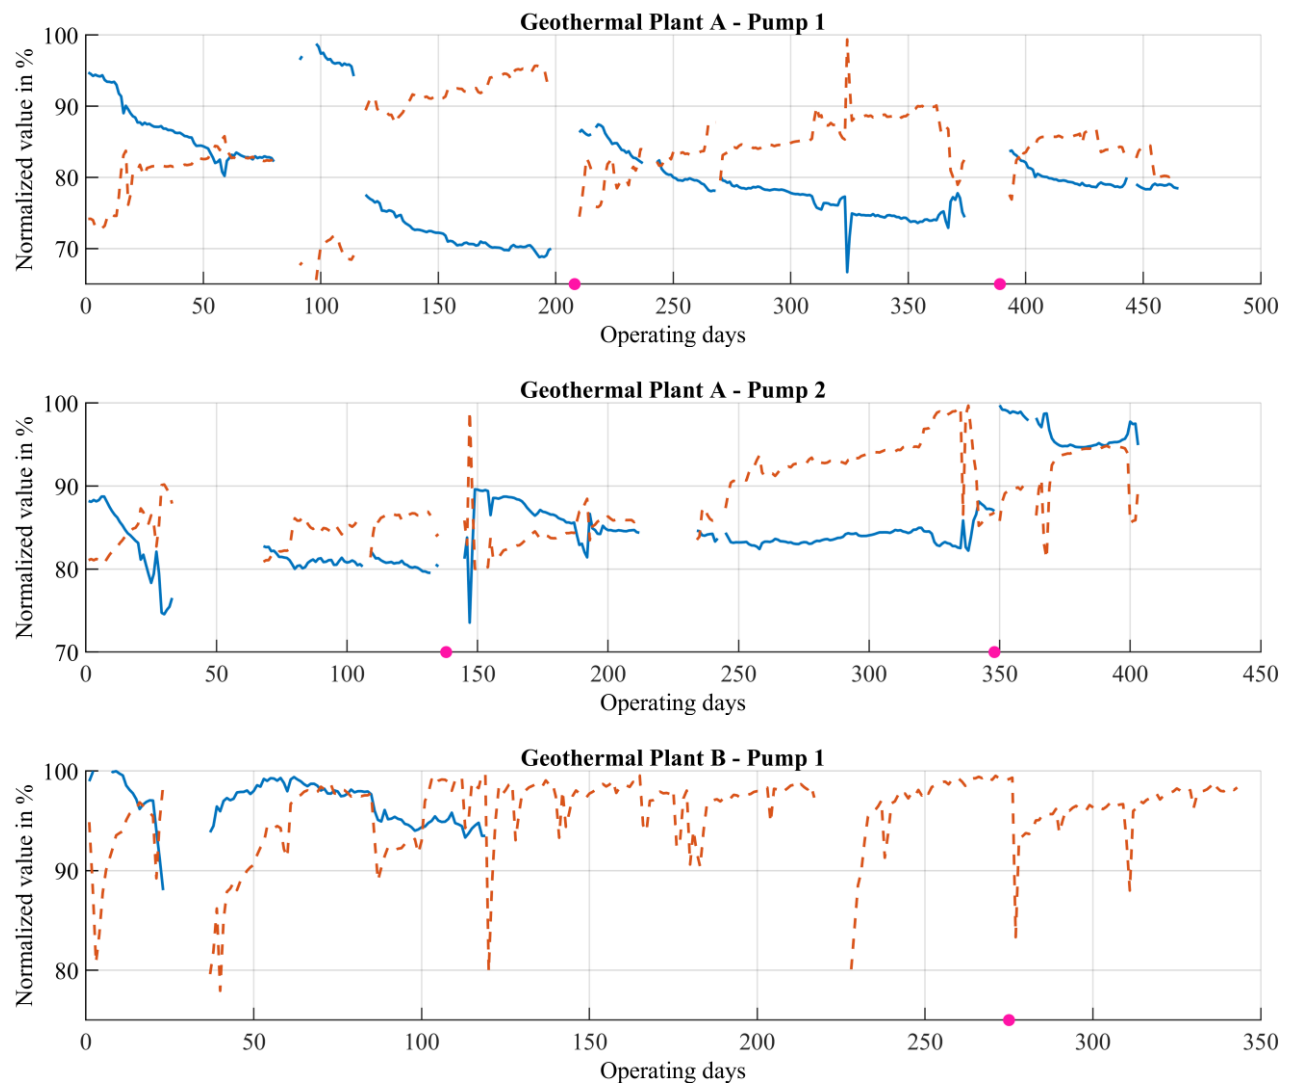 Geothermal Plant A - Pump 1
Normalized value in %
100
90
80
70
0 50 100 150 200 250 300 350 400 450 500
Operating days
Geothermal Plant A - Pump 2
Normalized value in %
100
90
80
70
0 50 100 150 200 250 300 350 400 450
Operating days
Geothermal Plant B - Pump 1
Normalized value in %
100
90
80
0 50 100 150 200 250 300 350
Operating days